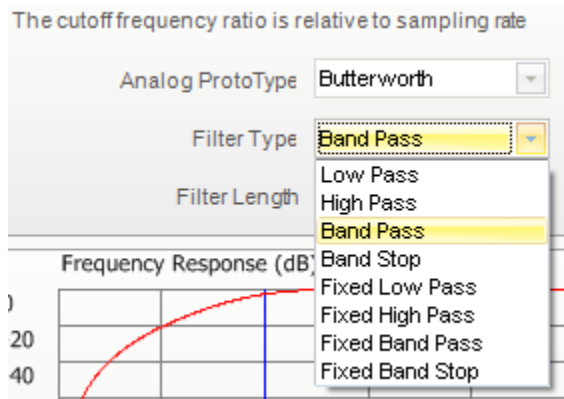 The cutoff frequency ratio is relative to sampling rate
Analog ProtoType Butterworth
Filter Type Band Pass
Filter Length
Low Pass
High Pass
Band Pass
Band Stop
Fixed Low Pass
Fixed High Pass
Fixed Band Pass
Fixed Band Stop
Frequency Response (dB)
20
40